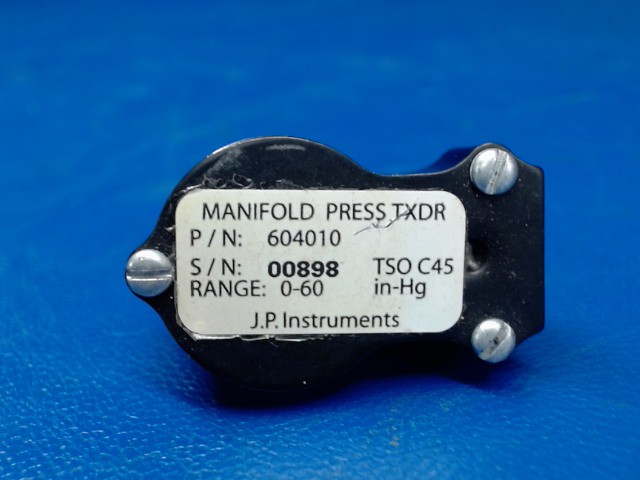 MANIFOLD PRESS TXDR
P/N: 604010
S/N: 00898 TSO C45
RANGE: 0-60 in-Hg
J.P. Instruments